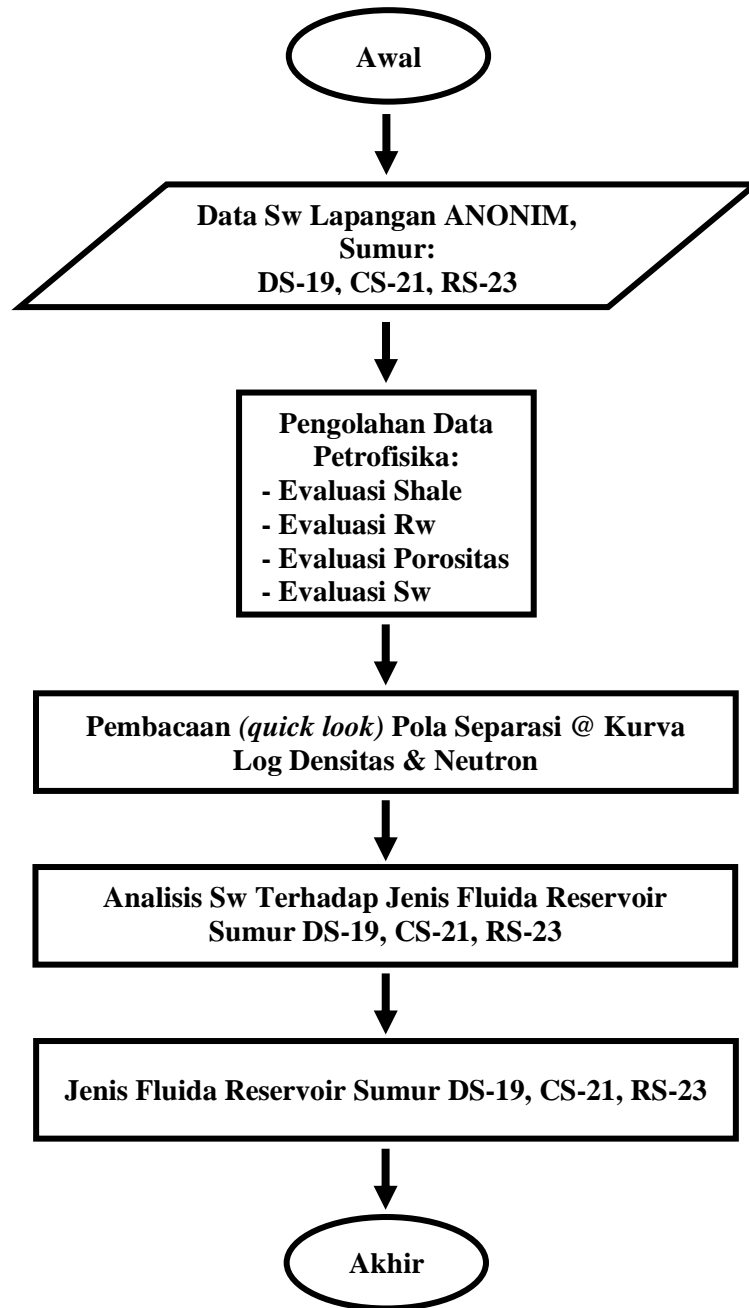 Awal
Data Sw Lapangan ANONIM,
Sumur:
DS-19, CS-21, RS-23
Pengolahan Data
Petrofisika:
- Evaluasi Shale
- Evaluasi Rw
- Evaluasi Porositas
- Evaluasi Sw
Pembacaan (quick look) Pola Separasi @ Kurva
Log Densitas & Neutron
Analisis Sw Terhadap Jenis Fluida Reservoir
Sumur DS-19, CS-21, RS-23
Jenis Fluida Reservoir Sumur DS-19, CS-21, RS-23
Akhir